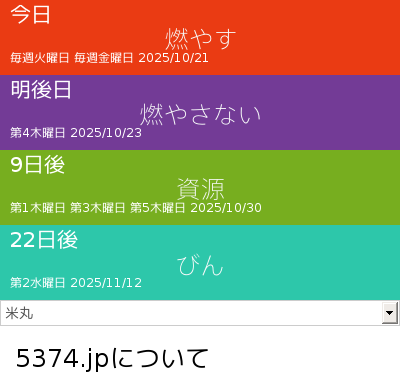 今日
燃やす
毎週火曜日 毎週金曜日 2025/10/21
明後日
燃やさない
第4木曜日 2025/10/23
9日後
資源
第1木曜日 第3木曜日 第5木曜日 2025/10/30
22日後
びん
第2水曜日 2025/11/12
米丸
5374.jpについて